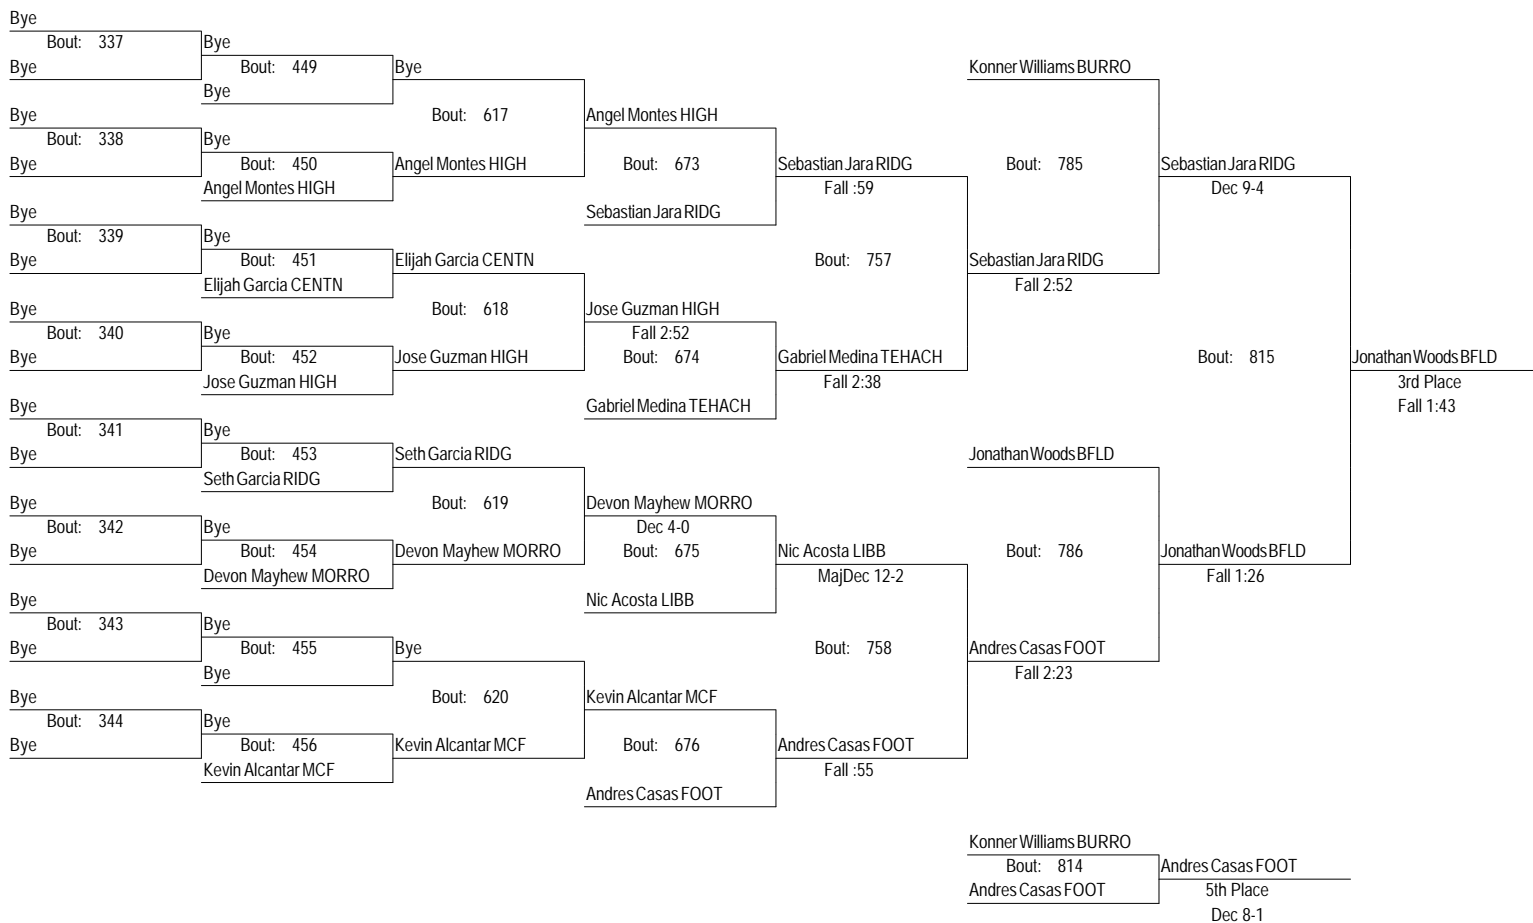 Bye
Bout: 337 Bye
Bye Bout: 449 Bye Konner Williams BURRO
Bye
Bye Bout: 617 Angel Montes HIGH
Bout: 338 Bye
Bye Bout: 450 Angel Montes HIGH Bout: 673 Sebastian Jara RIDG Bout: 785 Sebastian Jara RIDG
Angel Montes HIGH Fall :59 Dec 9-4
Bye Sebastian Jara RIDG
Bout: 339 Bye
Bye Bout: 451 Elijah Garcia CENTN Bout: 757 Sebastian Jara RIDG
Elijah Garcia CENTN Fall 2:52
Bye Bout: 618 Jose Guzman HIGH
Bout: 340 Bye Fall 2:52
Bye Bout: 452 Jose Guzman HIGH Bout: 674 Gabriel Medina TEHACH Bout: 815 Jonathan Woods BFLD
Jose Guzman HIGH Fall 2:38 3rd Place
Bye Gabriel Medina TEHACH Fall 1:43
Bout: 341 Bye
Bye Bout: 453 Seth Garcia RIDG Jonathan Woods BFLD
Seth Garcia RIDG
Bye Bout: 619 Devon Mayhew MORRO
Bout: 342 Bye Dec 4-0
Bye Bout: 454 Devon Mayhew MORRO Bout: 675 Nic Acosta LIBB Bout: 786 Jonathan Woods BFLD
Devon Mayhew MORRO MajDec 12-2 Fall 1:26
Bye Nic Acosta LIBB
Bout: 343 Bye
Bye Bout: 455 Bye Bout: 758 Andres Casas FOOT
Bye Fall 2:23
Bye Bout: 620 Kevin Alcantar MCF
Bout: 344 Bye
Bye Bout: 456 Kevin Alcantar MCF Bout: 676 Andres Casas FOOT
Kevin Alcantar MCF Fall :55
Andres Casas FOOT
Konner Williams BURRO
Bout: 814 Andres Casas FOOT
Andres Casas FOOT 5th Place
Dec 8-1